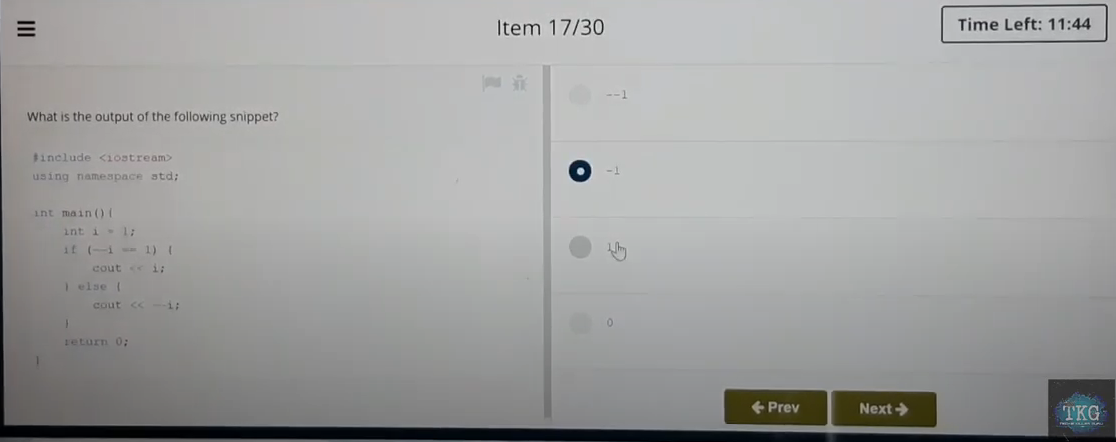 Item 17/30
Time Left: 11:44
What is the output of the following snippet?
#include <iostream>
using namespace std;
int main(){
int i = 1;
if (--i == 1) {
cout << i;
} else {
cout << --i;
}
return 0;
}
--1
-1
1
0
← Prev
Next →
TKG